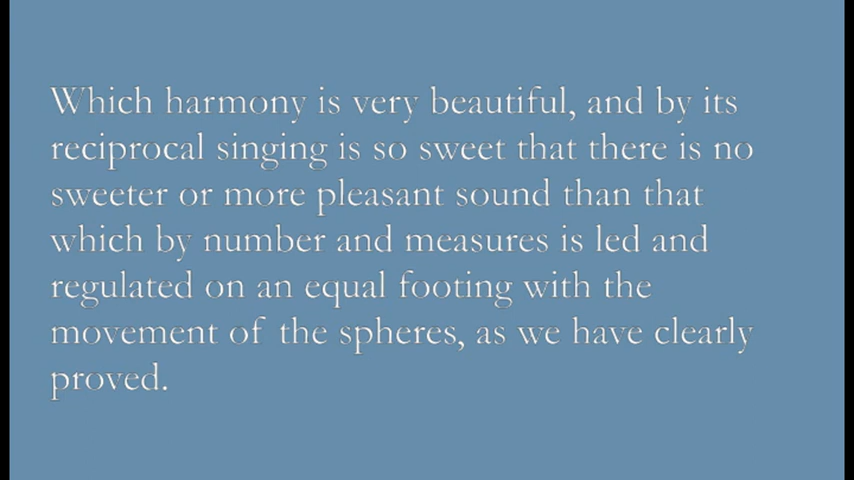 Which harmony is very beautiful, and by its
reciprocal singing is so sweet that there is no
sweeter or more pleasant sound than that
which by number and measures is led and
regulated on an equal footing with the
movement of the spheres, as we have clearly
proved.